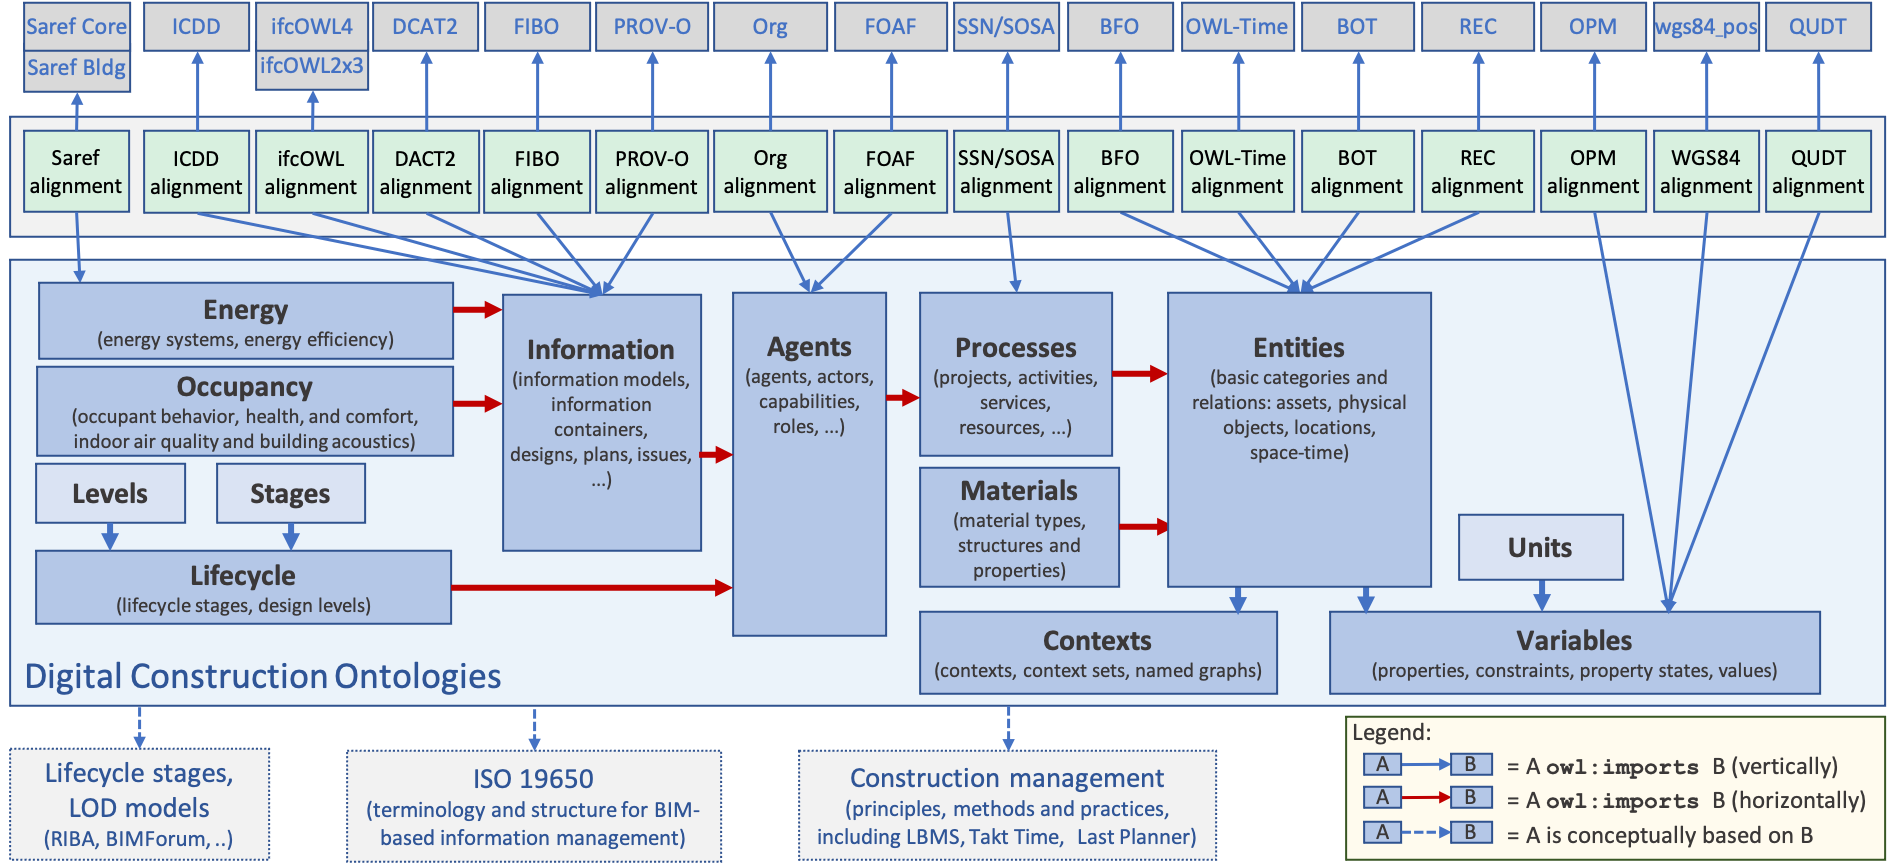 Saref Core
ICDD
ifcOWL4
DCAT2
FIBO
PROV-O
Org
FOAF
SSN/SOSA
BFO
OWL-Time
BOT
REC
OPM
wgs84_pos
QUDT
Saref Bldg
ifcOWL2x3
Saref
alignment
ICDD
alignment
ifcOWL
alignment
DACT2
alignment
FIBO
alignment
PROV-O
alignment
Org
alignment
FOAF
alignment
SSN/SOSA
alignment
BFO
alignment
OWL-Time
alignment
BOT
alignment
REC
alignment
OPM
alignment
WGS84
alignment
QUDT
alignment
Energy
(energy systems, energy efficiency)
Occupancy
(occupant behavior, health, and comfort,
indoor air quality and building acoustics)
Levels
Stages
Lifecycle
(lifecycle stages, design levels)
Information
(information models,
information
containers,
designs, plans, issues,
...)
Agents
(agents, actors,
capabilities,
roles, ...)
Processes
(projects, activities,
services,
resources, ...)
Materials
(material types,
structures and
properties)
Entities
(basic categories and
relations: assets, physical
objects, locations,
space-time)
Units
Contexts
(contexts, context sets, named graphs)
Variables
(properties, constraints, property states, values)
Digital Construction Ontologies
Lifecycle stages,
LOD models
(RIBA, BIMForum, ..)
ISO 19650
(terminology and structure for BIM-
based information management)
Construction management
(principles, methods and practices,
including LBMS, Takt Time, Last Planner)
Legend:
A B = A owl:imports B (vertically)
A B = A owl:imports B (horizontally)
A B = A is conceptually based on B